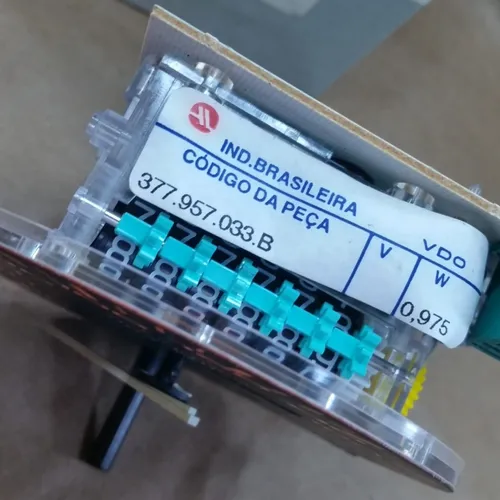 IND.BRASILEIRA
CÓDIGO DA PEÇA
VDO
377.957.033.B
V
W
0,975